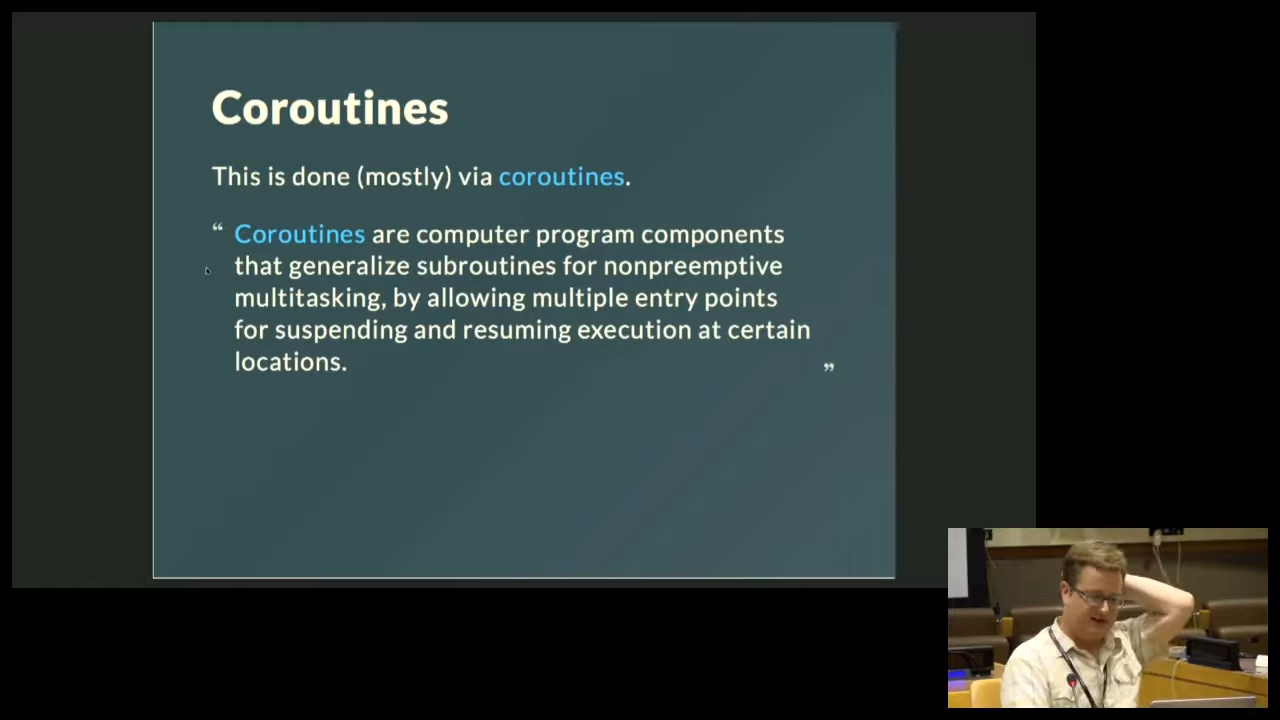 Coroutines
This is done (mostly) via coroutines.
“ Coroutines are computer program components
that generalize subroutines for nonpreemptive
multitasking, by allowing multiple entry points
for suspending and resuming execution at certain
locations. ”